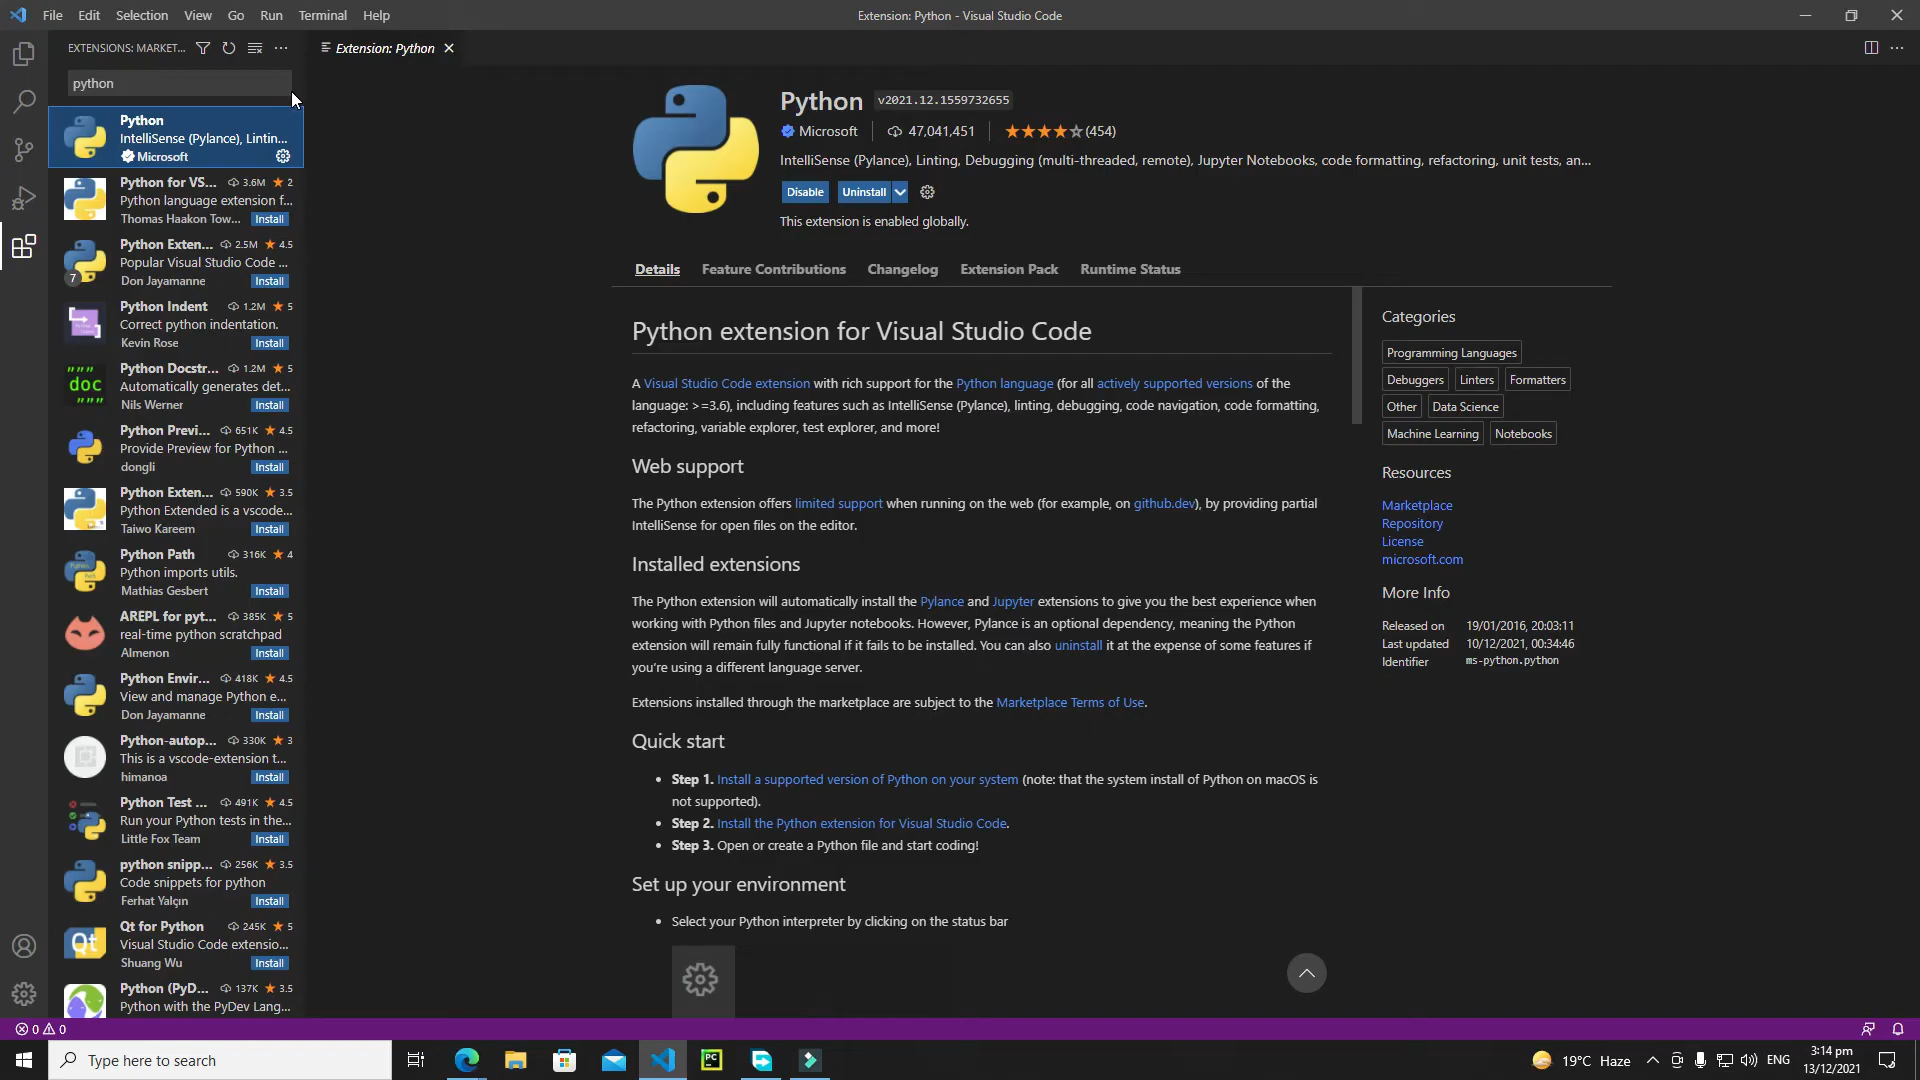 File Edit Selection View Go Run Terminal Help
Extension: Python - Visual Studio Code
EXTENSIONS: MARKET...
Extension: Python
python
Python
IntelliSense (Pylance), Lintin...
Microsoft
Python for VS... 3.6M 2
Python language extension f...
Thomas Haakon Tow... Install
Python Exten... 2.5M 4.5
Popular Visual Studio Code ...
7
Don Jayamanne Install
Python Indent 1.2M 5
Correct python indentation.
Kevin Rose Install
Python Docstr... 1.2M 5
Automatically generates det...
Nils Werner Install
""" doc """
Python Previ... 651K 4.5
Provide Preview for Python ...
dongli Install
Python Exten... 590K 3.5
Python Extended is a vscode...
Taiwo Kareem Install
Python Path 316K 4
Python imports utils.
Mathias Gesbert Install
AREPL for pyt... 385K 5
real-time python scratchpad
Almenon Install
Python Envir... 418K 4.5
View and manage Python e...
Don Jayamanne Install
Python-autop... 330K 3
This is a vscode-extension t...
himanoa Install
Python Test ... 491K 4.5
Run your Python tests in the...
Little Fox Team Install
python snipp... 256K 3.5
Code snippets for python
Ferhat Yalçın Install
Qt for Python 245K 5
Visual Studio Code extensio...
Shuang Wu Install
Qt
Python (PyD... 137K 3.5
Python with the PyDev Lang...
Python v2021.12.1559732655
Microsoft 47,041,451 (454)
IntelliSense (Pylance), Linting, Debugging (multi-threaded, remote), Jupyter Notebooks, code formatting, refactoring, unit tests, an...
Disable Uninstall
This extension is enabled globally.
Details Feature Contributions Changelog Extension Pack Runtime Status
Python extension for Visual Studio Code
A Visual Studio Code extension with rich support for the Python language (for all actively supported versions of the
language: >=3.6), including features such as IntelliSense (Pylance), linting, debugging, code navigation, code formatting,
refactoring, variable explorer, test explorer, and more!
Web support
The Python extension offers limited support when running on the web (for example, on github.dev), by providing partial
IntelliSense for open files on the editor.
Installed extensions
The Python extension will automatically install the Pylance and Jupyter extensions to give you the best experience when
working with Python files and Jupyter notebooks. However, Pylance is an optional dependency, meaning the Python
extension will remain fully functional if it fails to be installed. You can also uninstall it at the expense of some features if
you're using a different language server.
Extensions installed through the marketplace are subject to the Marketplace Terms of Use.
Quick start
• Step 1. Install a supported version of Python on your system (note: that the system install of Python on macOS is
not supported).
• Step 2. Install the Python extension for Visual Studio Code.
• Step 3. Open or create a Python file and start coding!
Set up your environment
• Select your Python interpreter by clicking on the status bar
Categories
Programming Languages
Debuggers Linters Formatters
Other Data Science
Machine Learning Notebooks
Resources
Marketplace
Repository
License
microsoft.com
More Info
Released on 19/01/2016, 20:03:11
Last updated 10/12/2021, 00:34:46
Identifier ms-python.python
0 0
Type here to search
PC
19°C Haze
ENG
3:14 pm
13/12/2021